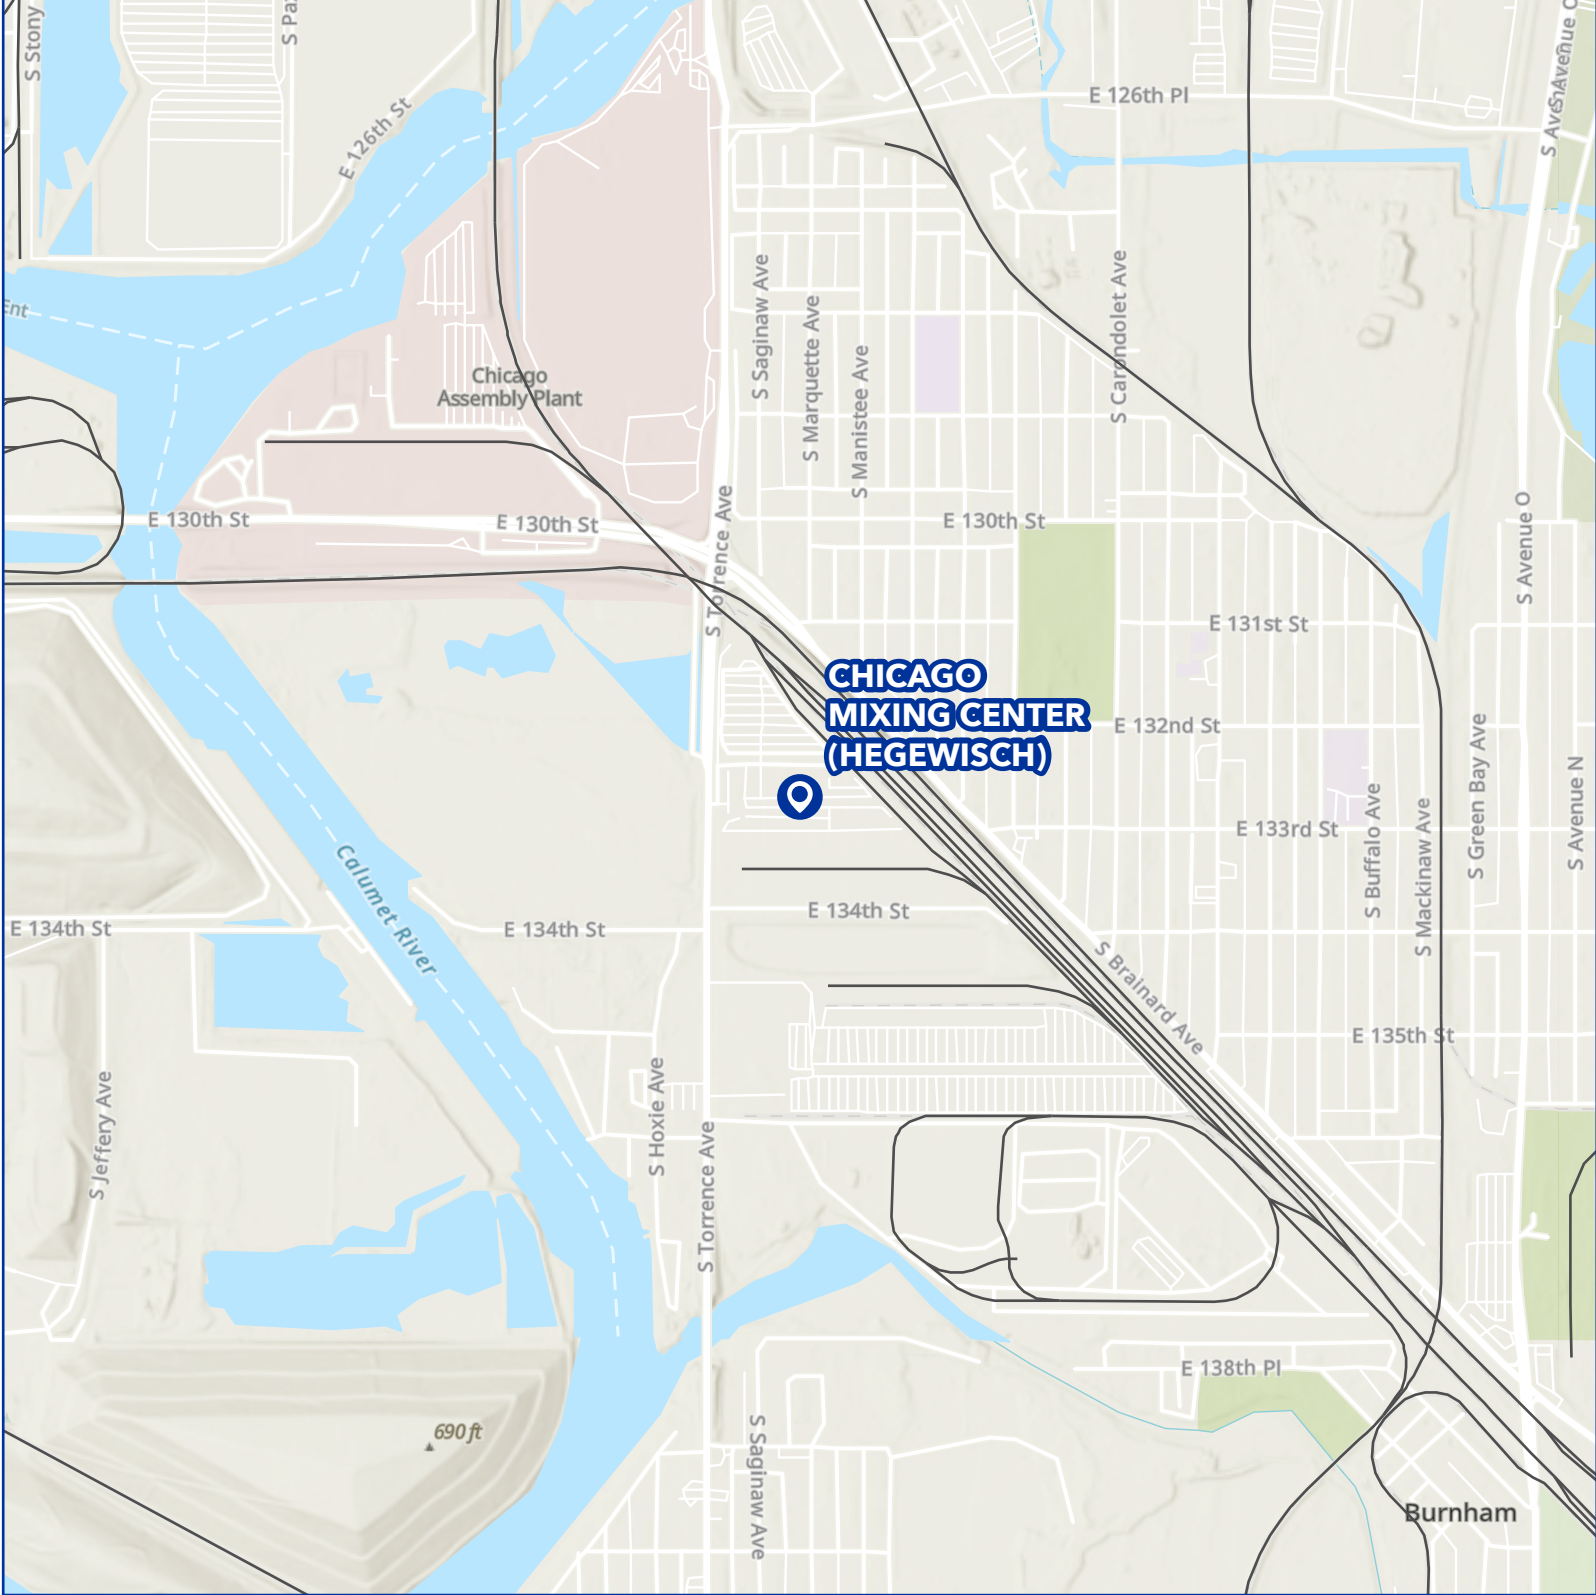 S Stony
S Pax
E 126th St
E 126th Pl
S Avenue O
Ent
S Saginaw Ave
S Marquette Ave
S Manistee Ave
S Carondolet Ave
Chicago
Assembly Plant
E 130th St
E 130th St
E 130th St
S Torrence Ave
S Avenue O
E 131st St
CHICAGO
MIXING CENTER
(HEGEWISCH)
E 132nd St
S Green Bay Ave
S Avenue N
S Buffalo Ave
S Mackinaw Ave
E 133rd St
Calumet River
E 134th St
E 134th St
E 134th St
S Brainard Ave
E 135th St
S Jeffery Ave
S Hoxie Ave
S Torrence Ave
E 138th Pl
690 ft
S Saginaw Ave
Burnham